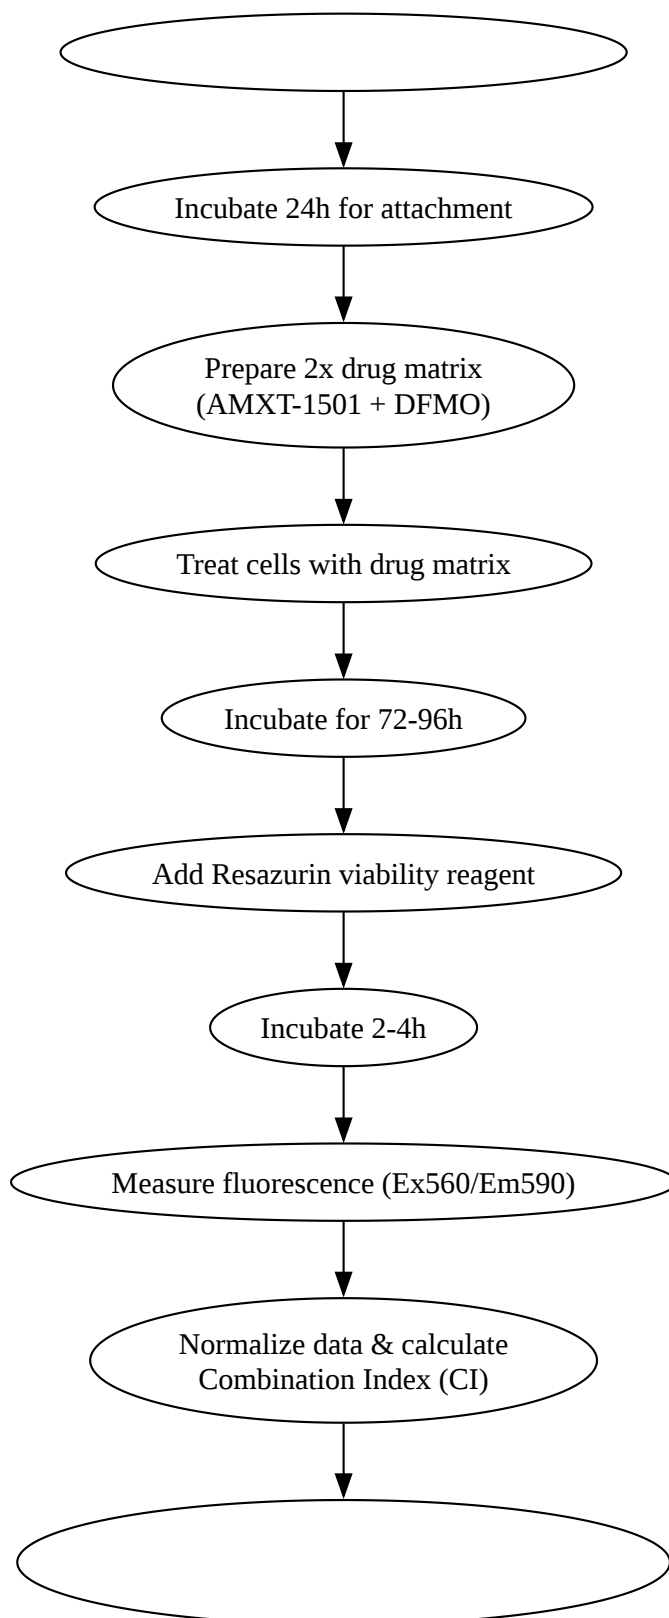 Incubate 24h for attachment
Prepare 2x drug matrix
(AMXT-1501 + DFMO)
Treat cells with drug matrix
Incubate for 72-96h
Add Resazurin viability reagent
Incubate 2-4h
Measure fluorescence (Ex560/Em590)
Normalize data & calculate
Combination Index (CI)